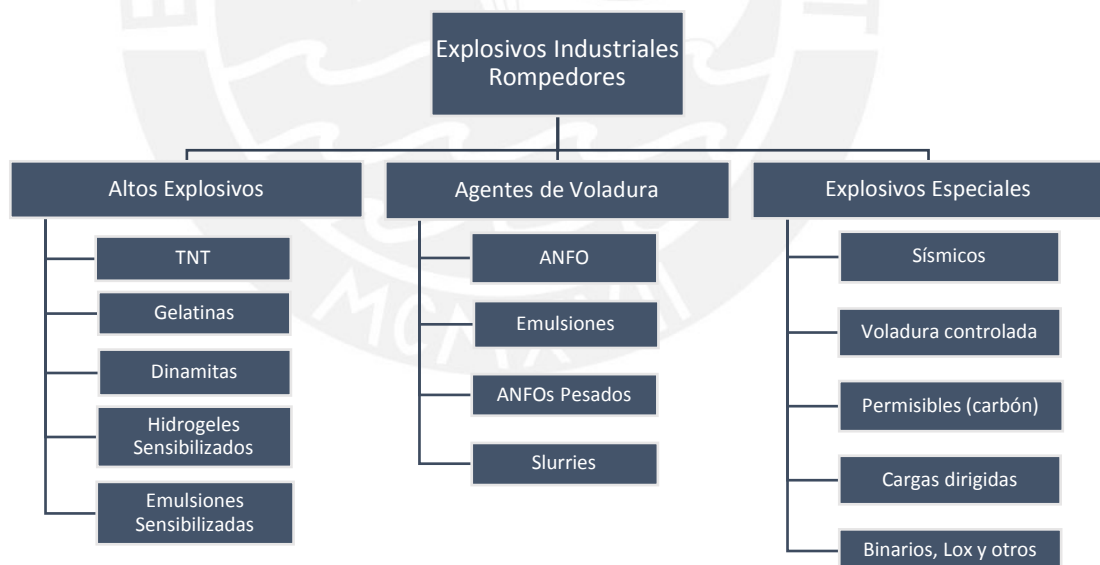 Explosivos Industriales
Rompedores
Altos Explosivos
Agentes de Voladura
Explosivos Especiales
TNT
Gelatinas
Dinamitas
Hidrogeles
Sensibilizados
Emulsiones
Sensibilizadas
ANFO
Emulsiones
ANFOs Pesados
Slurries
Sísmicos
Voladura controlada
Permisibles (carbón)
Cargas dirigidas
Binarios, Lox y otros